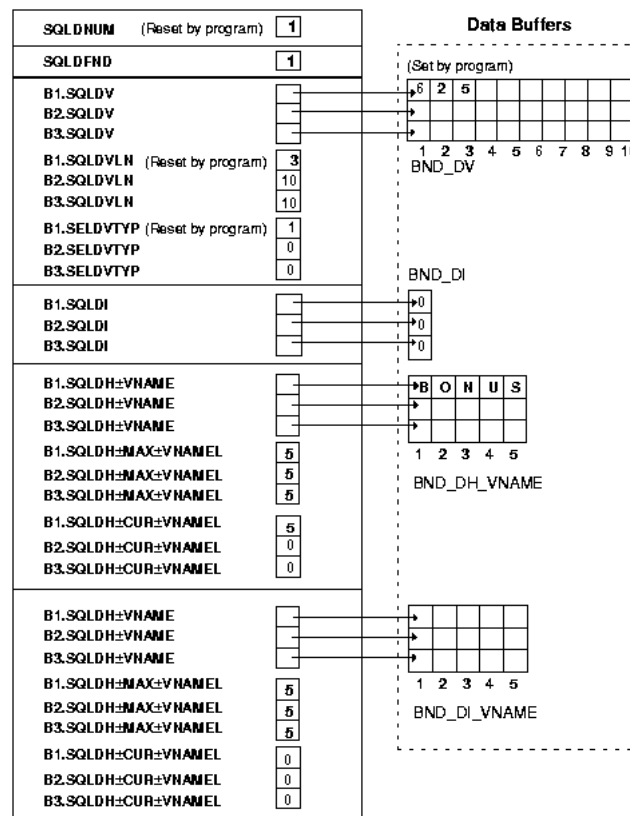 Data Buffers
SQLDNUM (Reset by program) 1
SQLDFND 1
(Set by program)
B1.SQLDV 6 2 5
B2.SQLDV
B3.SQLDV
1 2 3 4 5 6 7 8 9 10
BND_DV
B1.SQLDVLN (Reset by program) 3
B2.SQLDVLN 10
B3.SQLDVLN 10
B1.SELDVTYP (Reset by program) 1
B2.SELDVTYP 0
B3.SELDVTYP 0
BND_DI
B1.SQLDI 0
B2.SQLDI 0
B3.SQLDI 0
B1.SQLDH±VNAME B O N U S
B2.SQLDH±VNAME
B3.SQLDH±VNAME
1 2 3 4 5
BND_DH_VNAME
B1.SQLDH±MAX±VNAMEL 5
B2.SQLDH±MAX±VNAMEL 5
B3.SQLDH±MAX±VNAMEL 5
B1.SQLDH±CUR±VNAMEL 5
B2.SQLDH±CUR±VNAMEL 0
B3.SQLDH±CUR±VNAMEL 0
B1.SQLDH±VNAME
B2.SQLDH±VNAME
B3.SQLDH±VNAME
1 2 3 4 5
BND_DI_VNAME
B1.SQLDH±MAX±VNAMEL 5
B2.SQLDH±MAX±VNAMEL 5
B3.SQLDH±MAX±VNAMEL 5
B1.SQLDH±CUR±VNAMEL 0
B2.SQLDH±CUR±VNAMEL 0
B3.SQLDH±CUR±VNAMEL 0